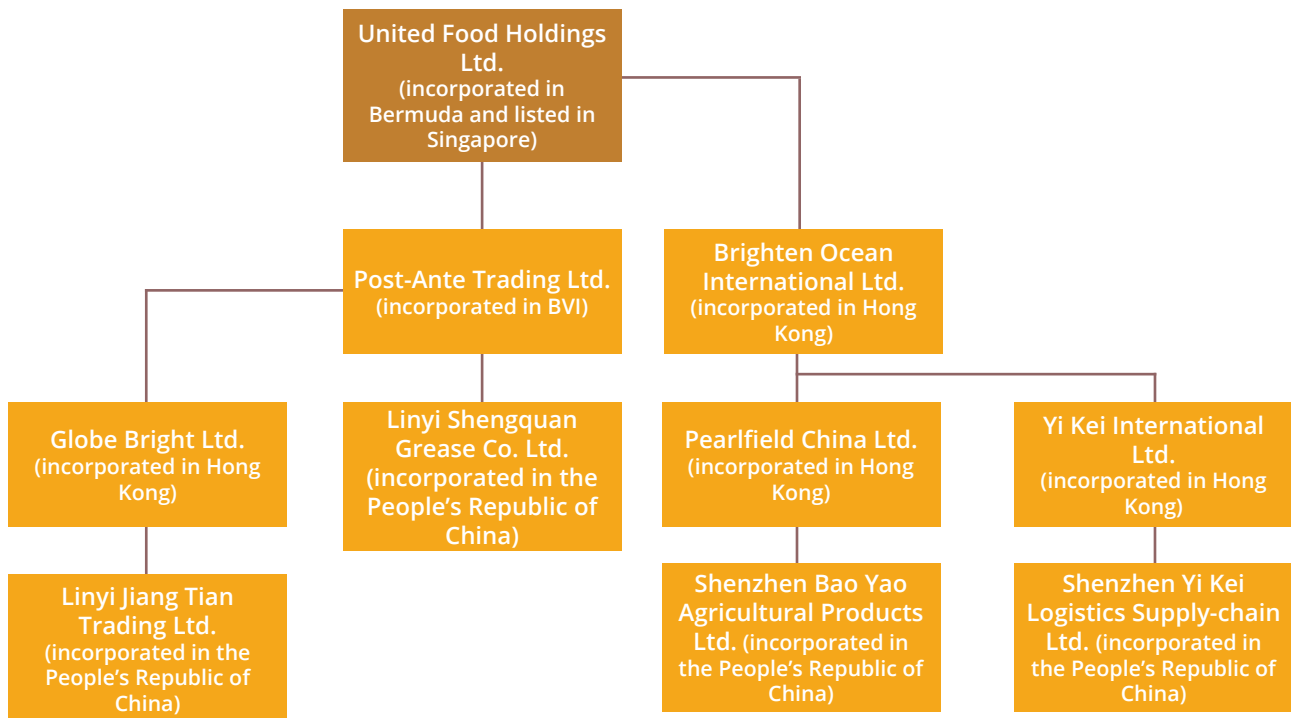 United Food Holdings
Ltd.
(incorporated in
Bermuda and listed in
Singapore)
Post-Ante Trading Ltd.
(incorporated in BVI)
Brighten Ocean
International Ltd.
(incorporated in Hong
Kong)
Globe Bright Ltd.
(incorporated in Hong
Kong)
Linyi Shengquan
Grease Co. Ltd.
(incorporated in the
People’s Republic of
China)
Pearlfield China Ltd.
(incorporated in Hong
Kong)
Yi Kei International
Ltd.
(incorporated in Hong
Kong)
Linyi Jiang Tian
Trading Ltd.
(incorporated in the
People’s Republic of
China)
Shenzhen Bao Yao
Agricultural Products
Ltd. (incorporated in
the People’s Republic of
China)
Shenzhen Yi Kei
Logistics Supply-chain
Ltd. (incorporated in
the People’s Republic of
China)